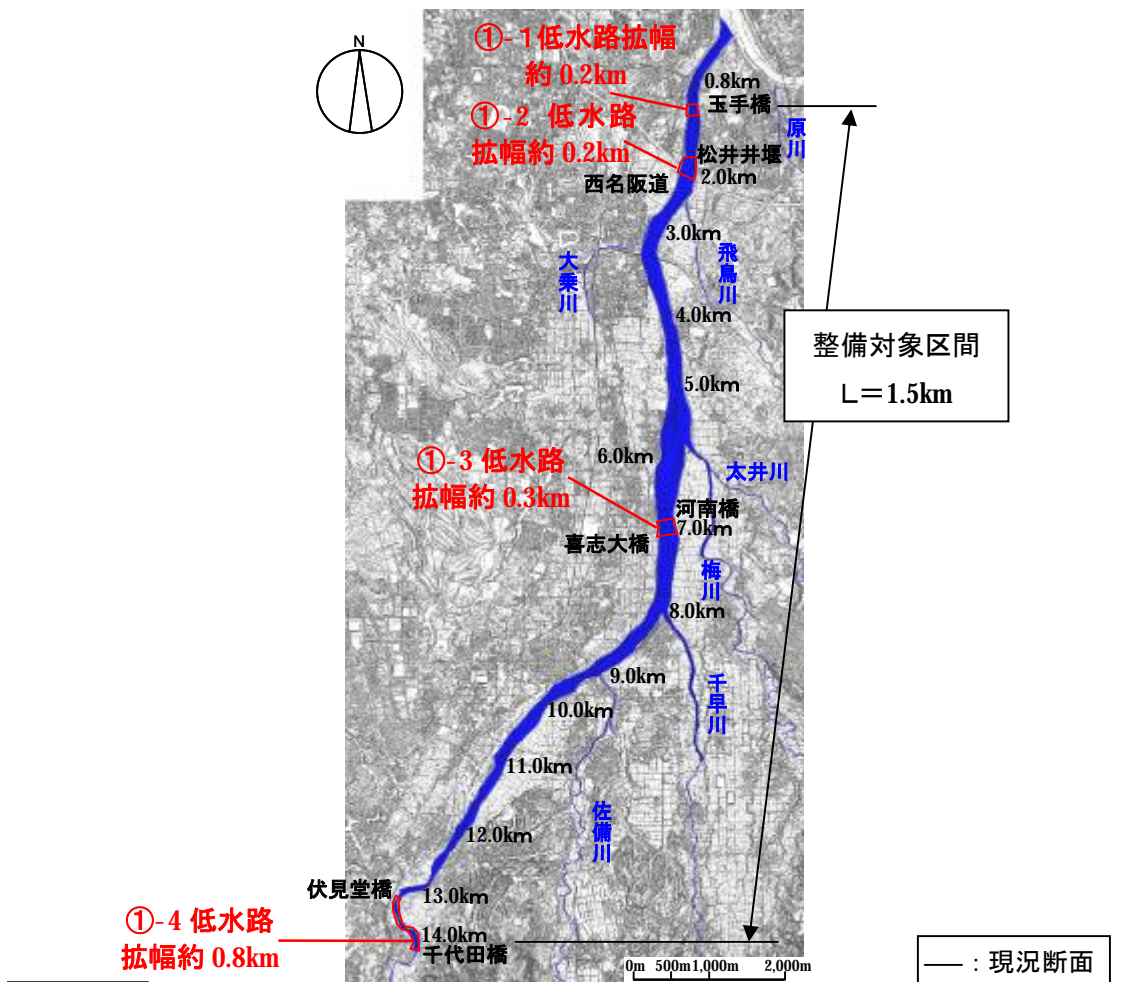 N
①-1低水路拡幅
約 0.2km
0.8km
玉手橋
①-2 低水路
拡幅約 0.2km
原川
松井井堰
2.0km
西名阪道
3.0km
大乗川
飛鳥川
4.0km
整備対象区間
L＝1.5km
5.0km
①-3 低水路
拡幅約 0.3km
6.0km
太井川
河南橋
7.0km
喜志大橋
梅川
8.0km
9.0km
千早川
10.0km
11.0km
佐備川
12.0km
伏見堂橋
13.0km
①-4 低水路
拡幅約 0.8km
14.0km
千代田橋
0m 500m 1,000m 2,000m
── : 現況断面